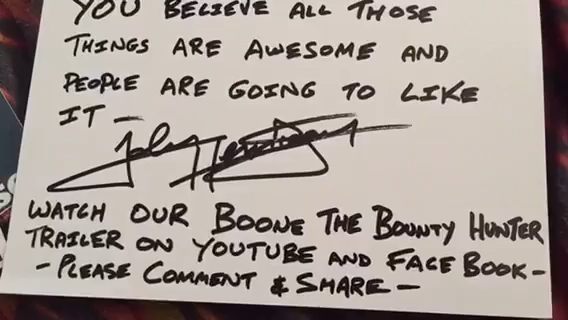 YOU BELIEVE ALL THOSE
THINGS ARE AWESOME AND
PEOPLE ARE GOING TO LIKE
IT -
WATCH OUR BOONE THE BOUNTY HUNTER
TRAILER ON YOUTUBE AND FACEBOOK -
- PLEASE COMMENT & SHARE -